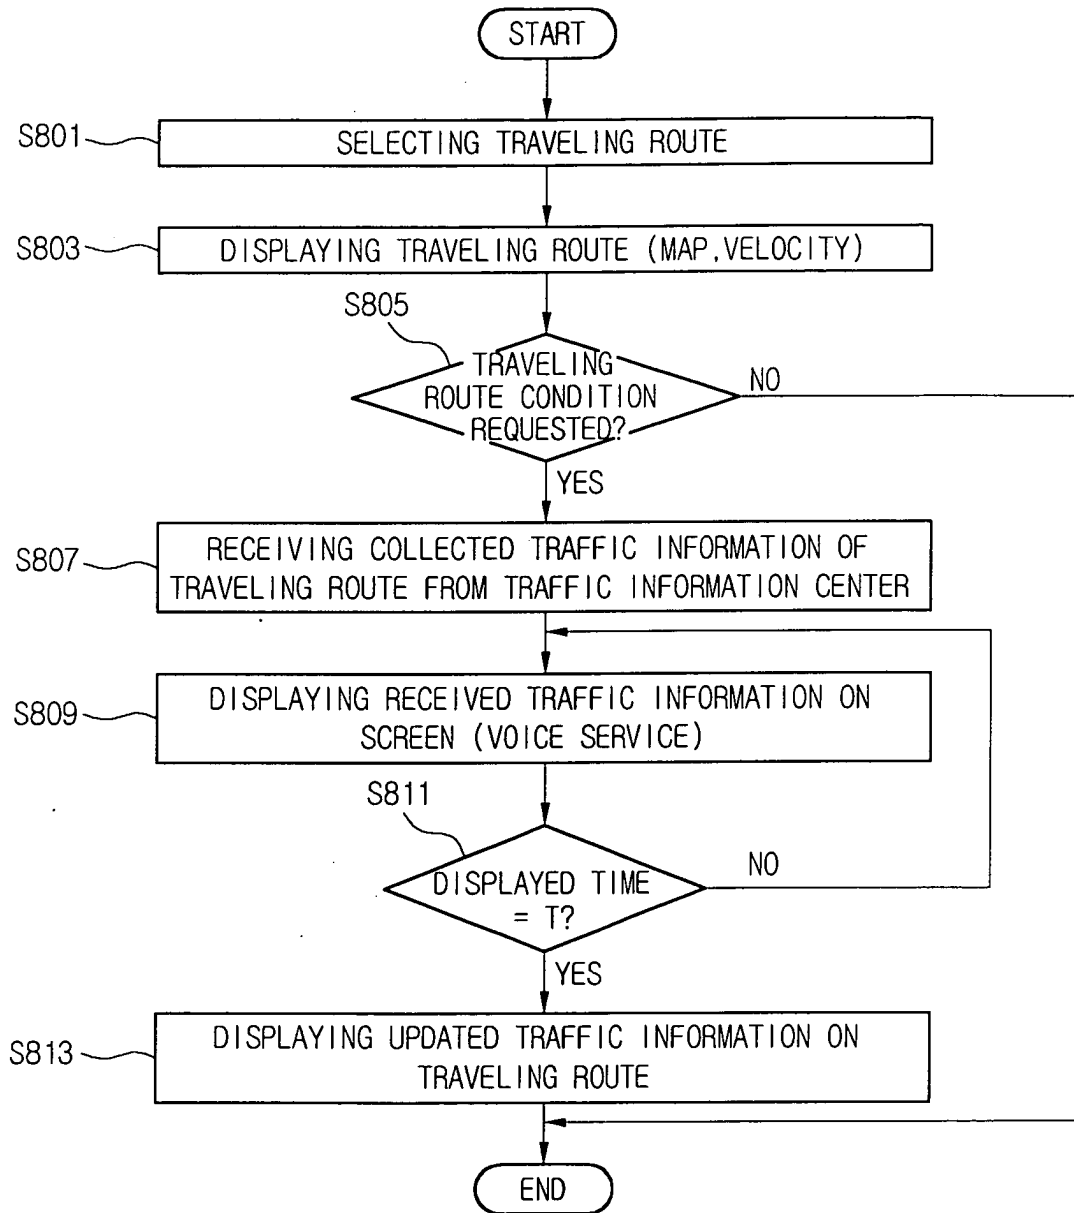 START
S801
SELECTING TRAVELING ROUTE
S803
DISPLAYING TRAVELING ROUTE (MAP,VELOCITY)
S805
TRAVELING
ROUTE CONDITION
REQUESTED?
NO
YES
S807
RECEIVING COLLECTED TRAFFIC INFORMATION OF
TRAVELING ROUTE FROM TRAFFIC INFORMATION CENTER
S809
DISPLAYING RECEIVED TRAFFIC INFORMATION ON
SCREEN (VOICE SERVICE)
S811
DISPLAYED TIME
= T?
NO
YES
S813
DISPLAYING UPDATED TRAFFIC INFORMATION ON
TRAVELING ROUTE
END